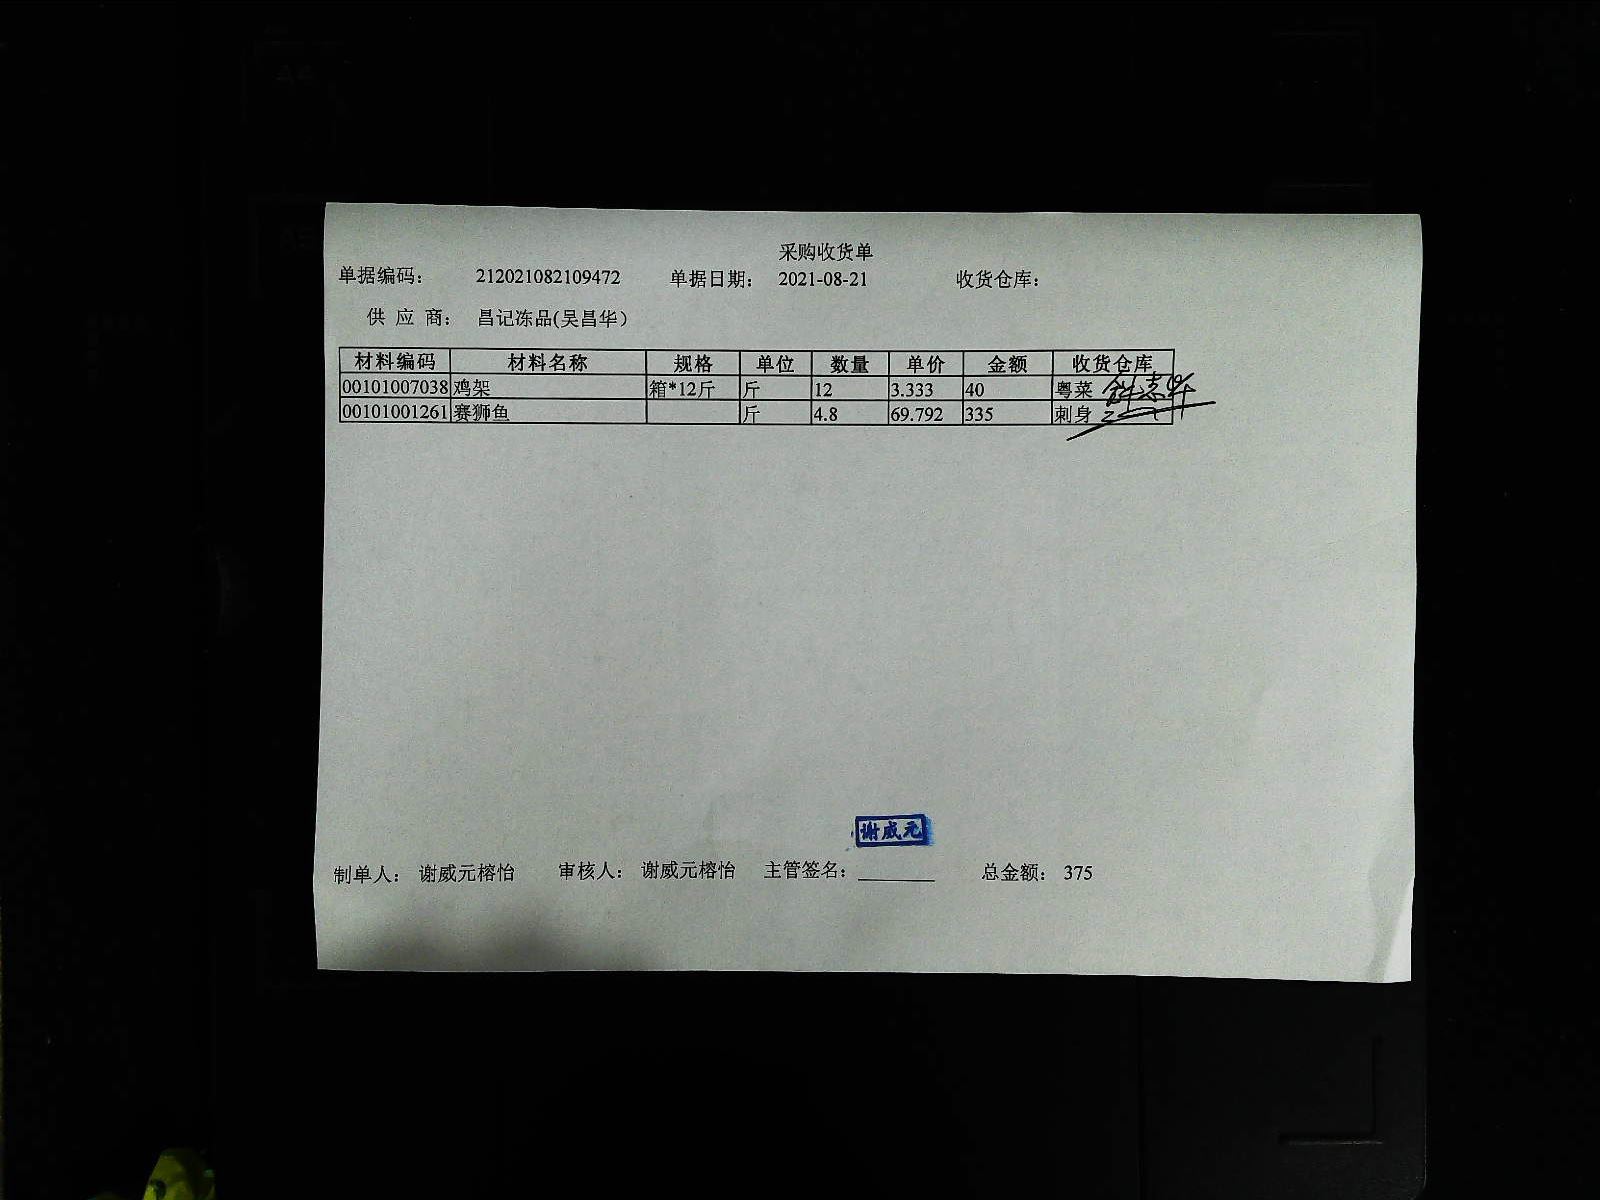 采购收货单
单据编码： 212021082109472 单据日期： 2021-08-21 收货仓库：
供 应 商： 昌记冻品(吴昌华）
材料编码 材料名称 规格 单位 数量 单价 金额 收货仓库
00101007038 鸡架 箱*12斤 斤 12 3.333 40 粤菜
00101001261 赛狮鱼 斤 4.8 69.792 335 刺身
谢威元
制单人： 谢威元榕怡 审核人： 谢威元榕怡 主管签名： 总金额： 375